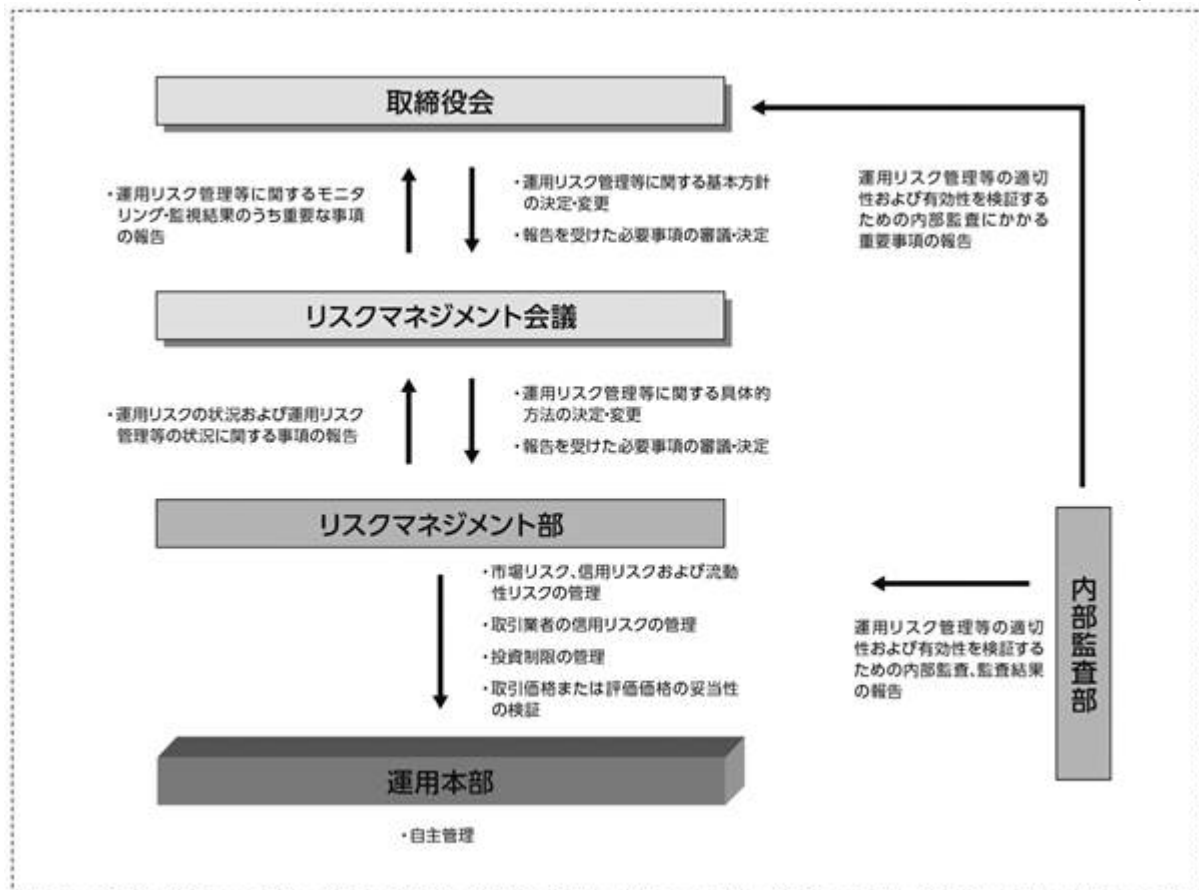 取締役会
・運用リスク管理等に関するモニタ
リング・監視結果のうち重要な事項
の報告
・運用リスク管理等に関する基本方針
の決定・変更
・報告を受けた必要事項の審議・決定
運用リスク管理等の適切
性および有効性を検証す
るための内部監査にかかる
重要事項の報告
リスクマネジメント会議
・運用リスクの状況および運用リスク
管理等の状況に関する事項の報告
・運用リスク管理等に関する具体的
方法の決定・変更
・報告を受けた必要事項の審議・決定
リスクマネジメント部
・市場リスク、信用リスクおよび流動
性リスクの管理
・取引業者の信用リスクの管理
・投資制限の管理
・取引価格または評価価格の妥当性
の検証
運用リスク管理等の適切
性および有効性を検証する
ための内部監査、監査結果
の報告
内部監査部
運用本部
・自主管理